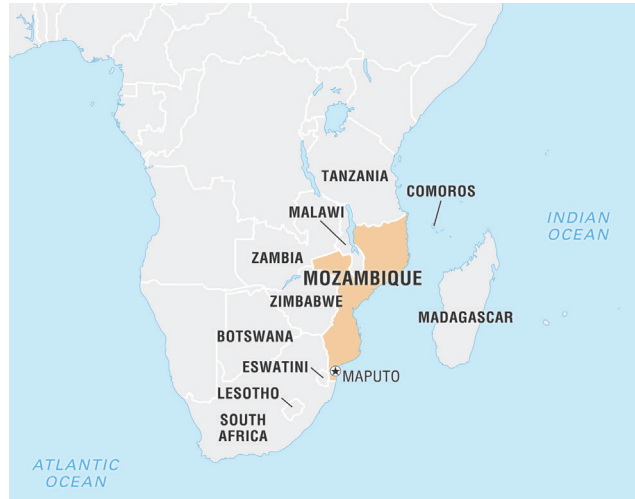 TANZANIA
COMOROS
MALAWI
INDIAN
OCEAN
ZAMBIA
MOZAMBIQUE
ZIMBABWE
MADAGASCAR
BOTSWANA
ESWATINI
MAPUTO
LESOTHO
SOUTH
AFRICA
ATLANTIC
OCEAN